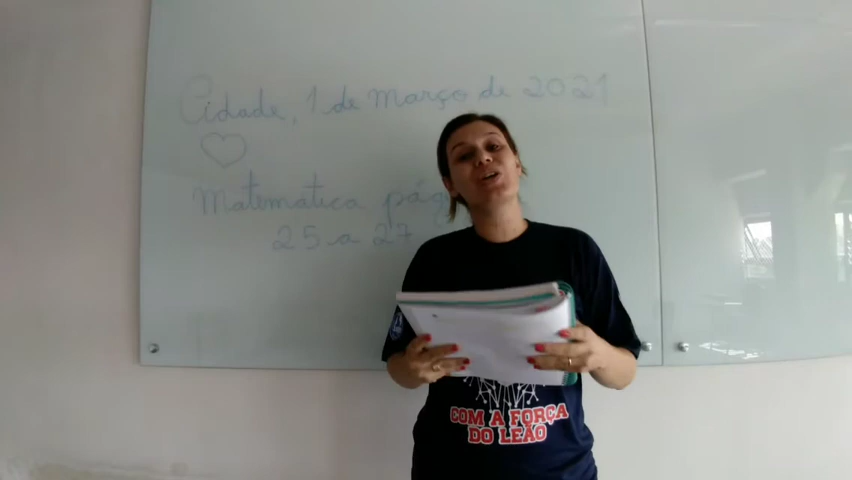 Cidade, 1 de março de 2021
Matemática pág
25 a 27
COM A FORÇA
DO LEÃO